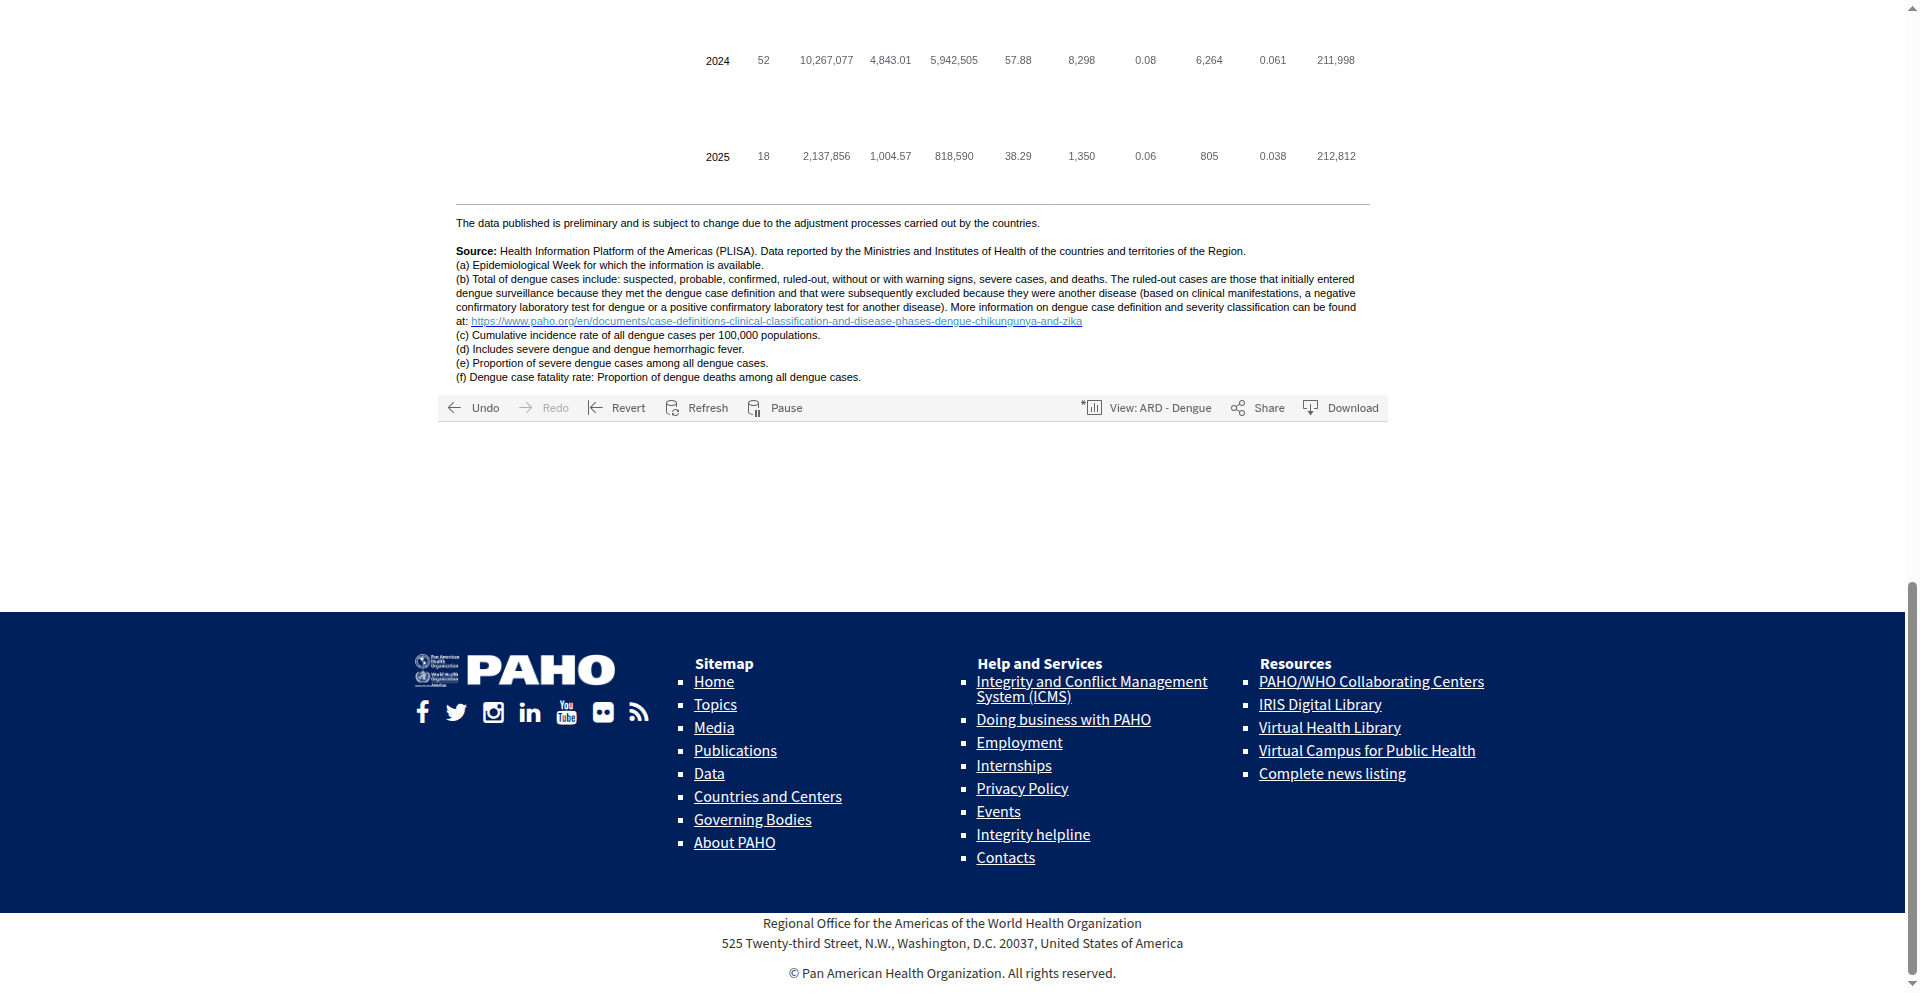 2024 52 10,267,077 4,843.01 5,942,505 57.88 8,298 0.08 6,264 0.061 211,998
2025 18 2,137,856 1,004.57 818,590 38.29 1,350 0.06 805 0.038 212,812
The data published is preliminary and is subject to change due to the adjustment processes carried out by the countries.
Source: Health Information Platform of the Americas (PLISA). Data reported by the Ministries and Institutes of Health of the countries and territories of the Region.
(a) Epidemiological Week for which the information is available.
(b) Total of dengue cases include: suspected, probable, confirmed, ruled-out, without or with warning signs, severe cases, and deaths. The ruled-out cases are those that initially entered
dengue surveillance because they met the dengue case definition and that were subsequently excluded because they were another disease (based on clinical manifestations, a negative
confirmatory laboratory test for dengue or a positive confirmatory laboratory test for another disease). More information on dengue case definition and severity classification can be found
at: https://www.paho.org/en/documents/case-definitions-clinical-classification-and-disease-phases-dengue-chikungunya-and-zika
(c) Cumulative incidence rate of all dengue cases per 100,000 populations.
(d) Includes severe dengue and dengue hemorrhagic fever.
(e) Proportion of severe dengue cases among all dengue cases.
(f) Dengue case fatality rate: Proportion of dengue deaths among all dengue cases.
Undo Redo Revert Refresh Pause View: ARD - Dengue Share Download
Pan American
Health
Organization
World Health
Organization
Americas
PAHO
You
Tube
Sitemap
Home
Topics
Media
Publications
Data
Countries and Centers
Governing Bodies
About PAHO
Help and Services
Integrity and Conflict Management
System (ICMS)
Doing business with PAHO
Employment
Internships
Privacy Policy
Events
Integrity helpline
Contacts
Resources
PAHO/WHO Collaborating Centers
IRIS Digital Library
Virtual Health Library
Virtual Campus for Public Health
Complete news listing
Regional Office for the Americas of the World Health Organization
525 Twenty-third Street, N.W., Washington, D.C. 20037, United States of America
© Pan American Health Organization. All rights reserved.